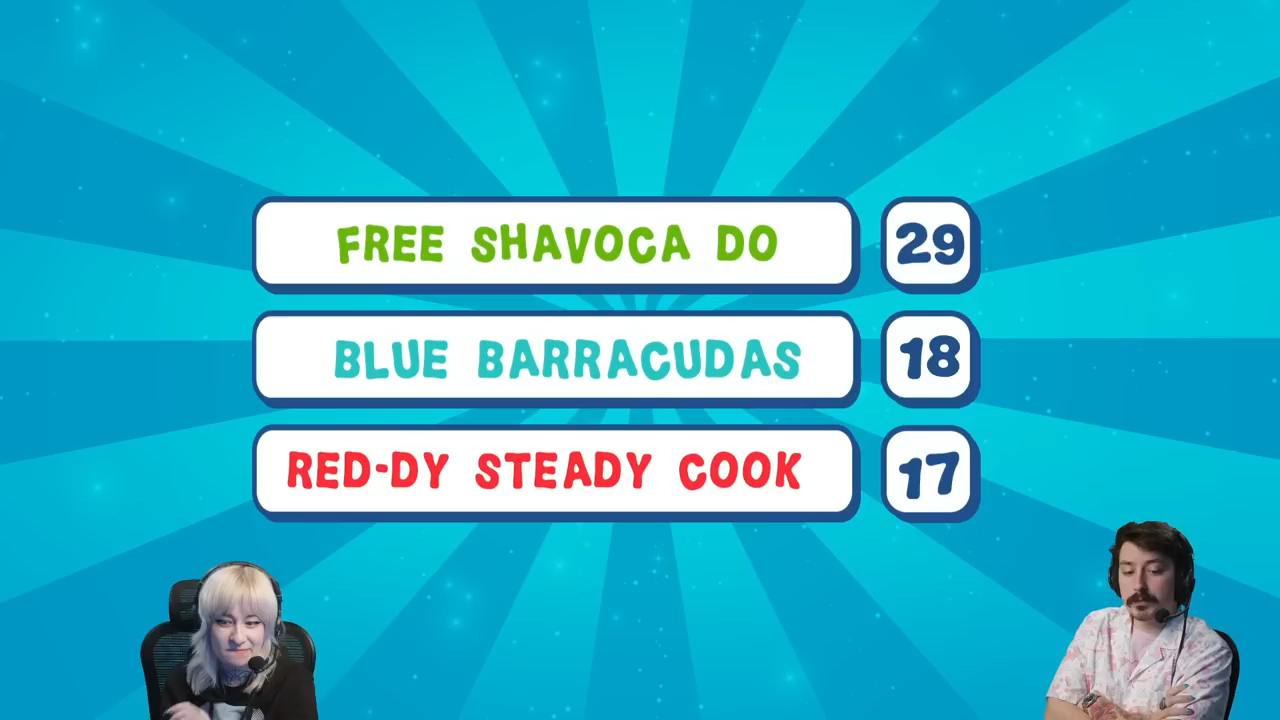 FREE SHAVOCA DO
29
BLUE BARRACUDAS
18
RED-DY STEADY COOK
17